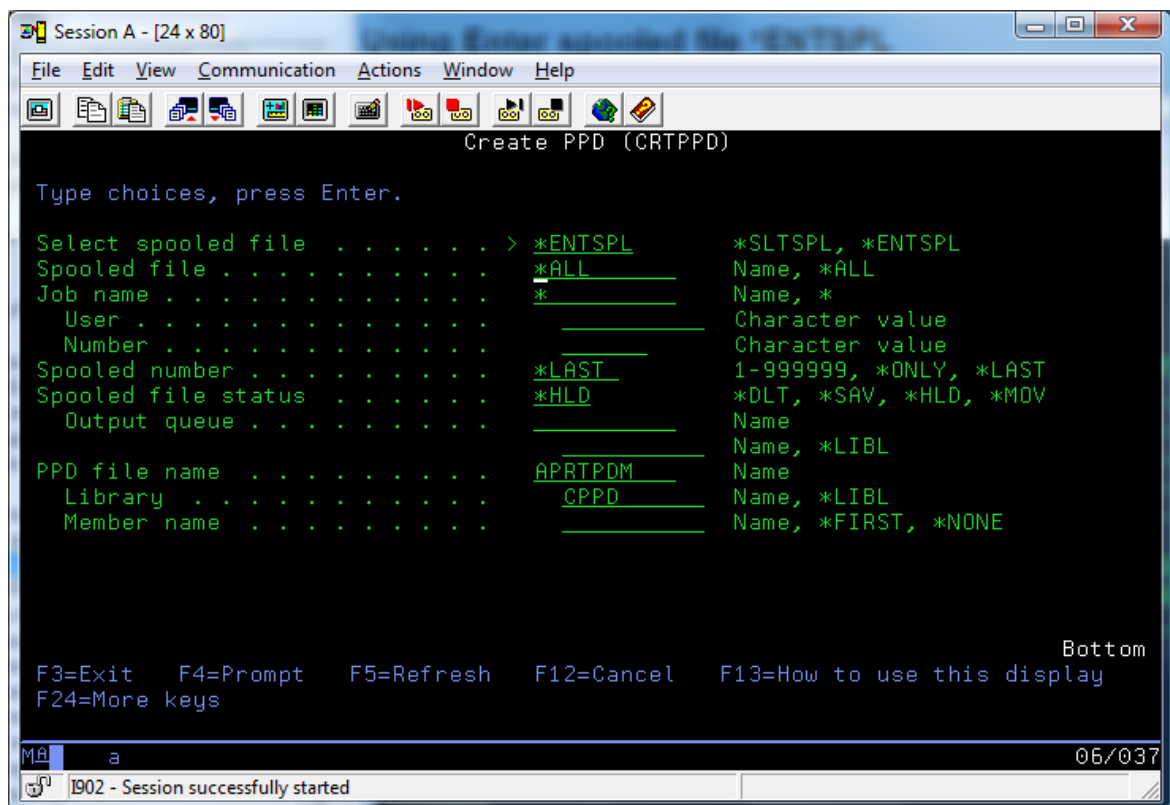 Session A - [24 x 80]
Using Enter spooled file *ENTSPL
File Edit View Communication Actions Window Help
Create PPD (CRTPPD)
Type choices, press Enter.
Select spooled file . . . . . . > *ENTSPL *SLTSPL, *ENTSPL
Spooled file . . . . . . . . . . *ALL Name, *ALL
Job name . . . . . . . . . . . . * Name, *
User . . . . . . . . . . . . . Character value
Number . . . . . . . . . . . . Character value
Spooled number . . . . . . . . . *LAST 1-999999, *ONLY, *LAST
Spooled file status . . . . . . *HLD *DLT, *SAV, *HLD, *MOV
Output queue . . . . . . . . . Name
Name, *LIBL
PPD file name . . . . . . . . . APRTPDM Name
Library . . . . . . . . . . . CPPD Name, *LIBL
Member name . . . . . . . . . Name, *FIRST, *NONE
Bottom
F3=Exit F4=Prompt F5=Refresh F12=Cancel F13=How to use this display
F24=More keys
MA a 06/037
I902 - Session successfully started